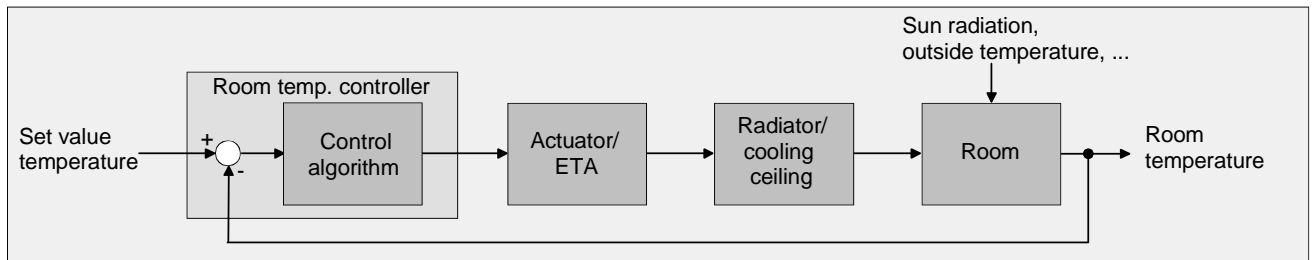 Sun radiation,
outside temperature, ...
Room temp. controller
Set value
temperature
+
-
Control
algorithm
Actuator/
ETA
Radiator/
cooling
ceiling
Room
Room
temperature